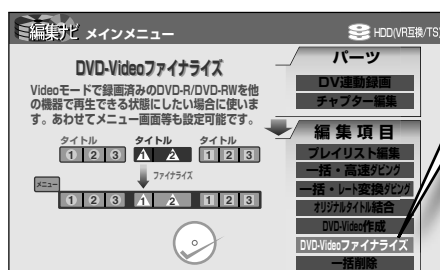 編集ナビ メインメニュー
HDD(VR互換/TS)
DVD-Videoファイナライズ
Videoモードで録画済みのDVD-R/DVD-RWを他
の機器で再生できる状態にしたい場合に使いま
す。あわせてメニュー画面等も設定可能です。
タイトル タイトル タイトル
1 2 3 1 2 1 2 3
ファイナライズ
メニュー
1 2 3 1 2 1 2 3
パーツ
DV連動録画
チャプター編集
編集項目
プレイリスト編集
一括・高速ダビング
一括・レート変換ダビング
オリジナルタイトル結合
DVD-Video作成
DVD-Videoファイナライズ
一括削除